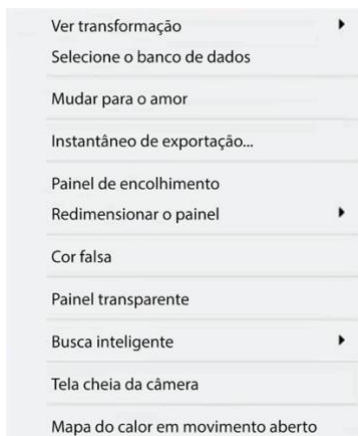 Ver transformação
Selecione o banco de dados
Mudar para o amor
Instantâneo de exportação...
Painel de encolhimento
Redimensionar o painel
Cor falsa
Painel transparente
Busca inteligente
Tela cheia da câmera
Mapa do calor em movimento aberto